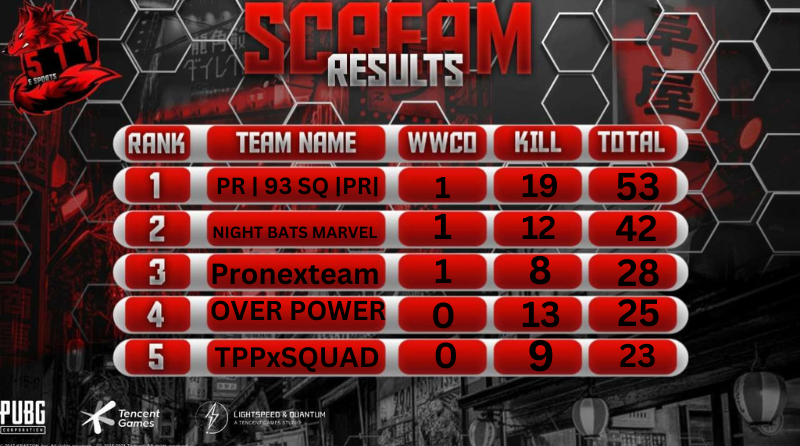 SCREAM
RESULTS
511
E SPORTS
RANK TEAM NAME WWCD KILL TOTAL
1 PR | 93 SQ |PR| 1 19 53
2 NIGHT BATS MARVEL 1 12 42
3 Pronexteam 1 8 28
4 OVER POWER 0 13 25
5 TPPxSQUAD 0 9 23
PUBG
CORPORATION
Tencent
Games
LIGHTSPEED & QUANTUM
A TENCENT GAMES STUDIO